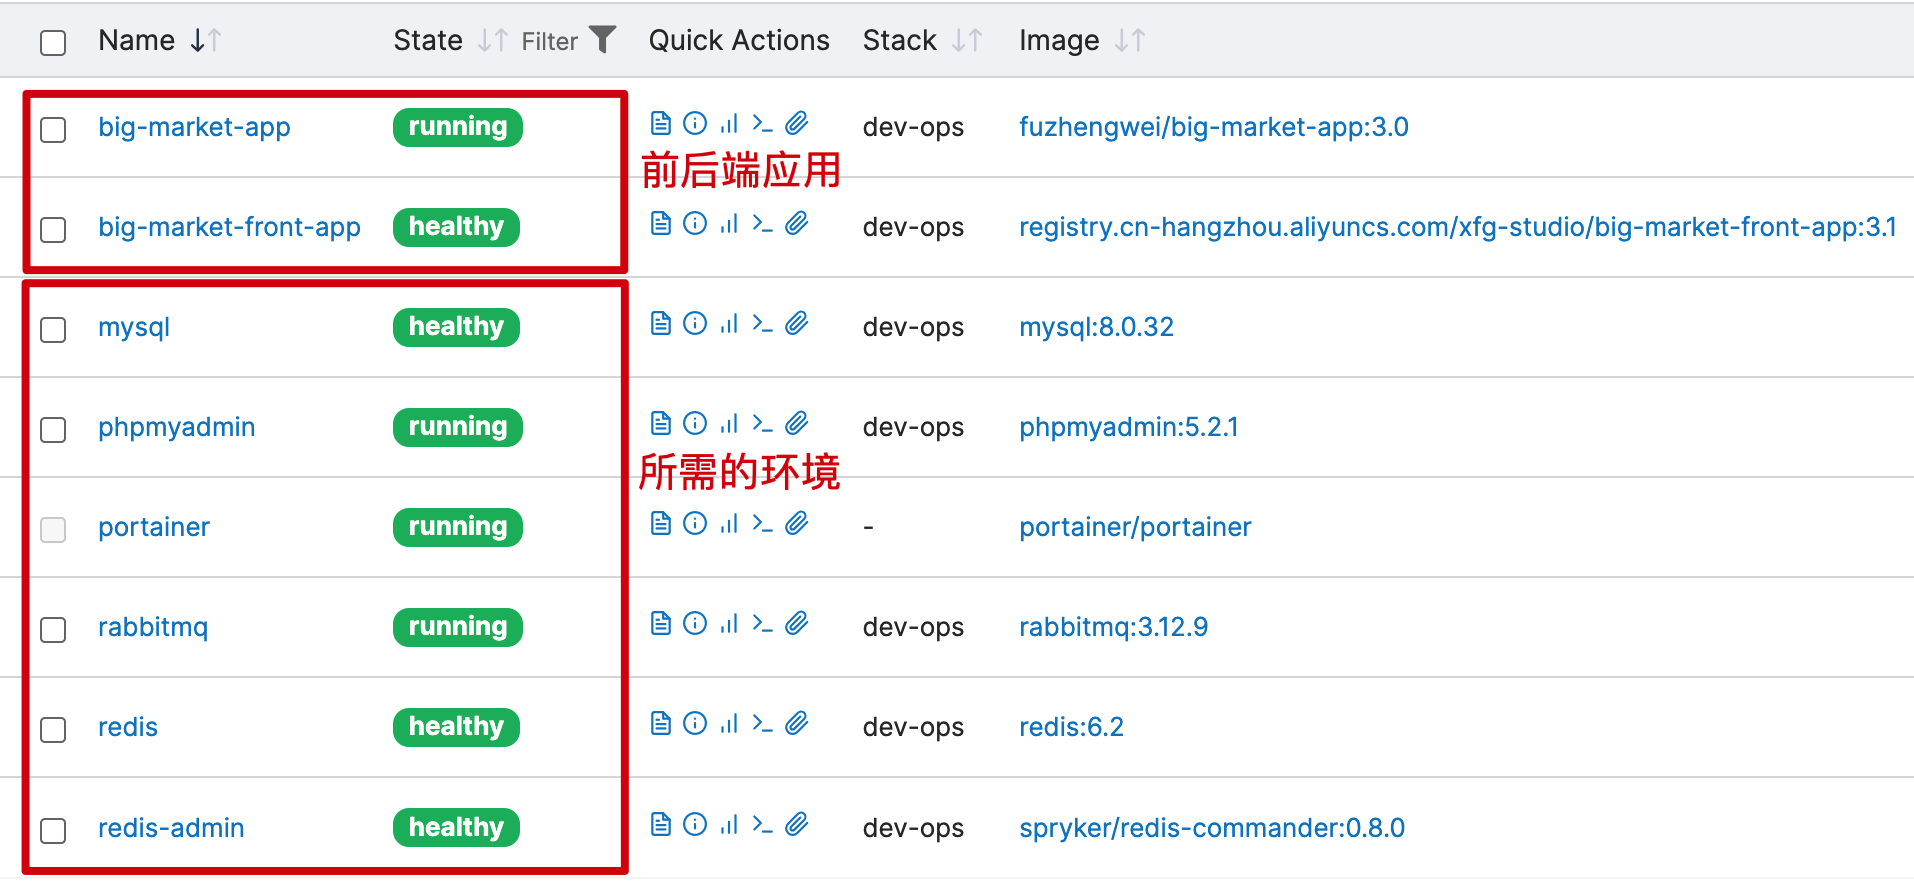 Name State Filter Quick Actions Stack Image
big-market-app running dev-ops fuzhengwei/big-market-app:3.0
前后端应用
big-market-front-app healthy dev-ops registry.cn-hangzhou.aliyuncs.com/xfg-studio/big-market-front-app:3.1
mysql healthy dev-ops mysql:8.0.32
phpmyadmin running dev-ops phpmyadmin:5.2.1
所需的环境
portainer running - portainer/portainer
rabbitmq running dev-ops rabbitmq:3.12.9
redis healthy dev-ops redis:6.2
redis-admin healthy dev-ops spryker/redis-commander:0.8.0